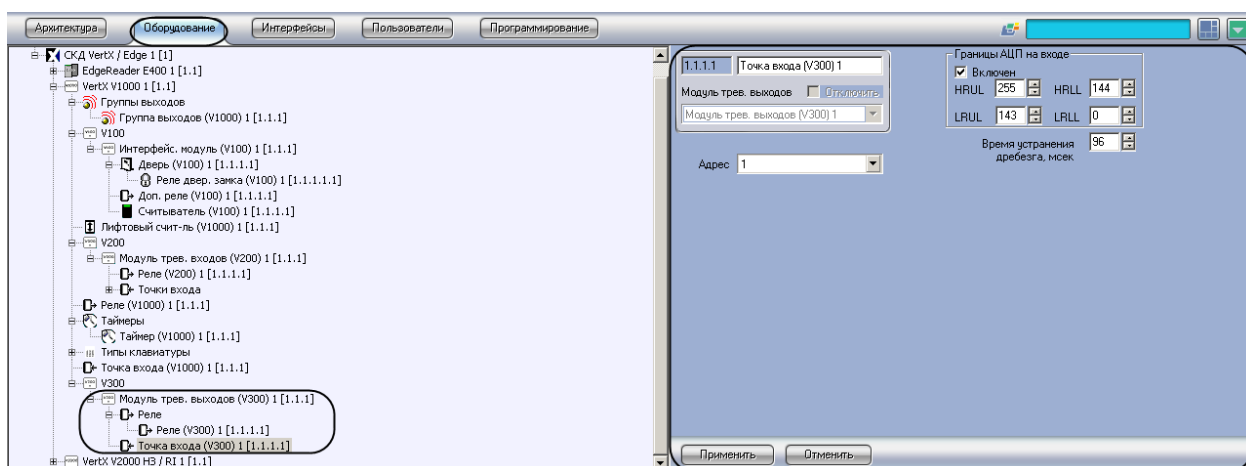 Архитектура
Оборудование
Интерфейсы
Пользователи
Программирование
СКД VertX / Edge 1 [1]
EdgeReader E400 1 [1.1]
VertX V1000 1 [1.1]
Группы выходов
Группа выходов (V1000) 1 [1.1.1]
V100
Интерфейс. модуль (V100) 1 [1.1.1]
Дверь (V100) 1 [1.1.1.1]
Реле двер. замка (V100) 1 [1.1.1.1.1]
Доп. реле (V100) 1 [1.1.1.1]
Считыватель (V100) 1 [1.1.1.1]
Лифтовый счит-ль (V1000) 1 [1.1.1]
V200
Модуль трев. входов (V200) 1 [1.1.1]
Реле (V200) 1 [1.1.1.1]
Точки входа
Реле (V1000) 1 [1.1.1]
Таймеры
Таймер (V1000) 1 [1.1.1]
Типы клавиатуры
Точка входа (V1000) 1 [1.1.1]
V300
Модуль трев. выходов (V300) 1 [1.1.1]
Реле
Реле (V300) 1 [1.1.1.1]
Точка входа (V300) 1 [1.1.1.1]
VertX V2000 H3 / RI 1 [1.1]
1.1.1.1 Точка входа (V300) 1
Модуль трев. выходов Отключить
Модуль трев. выходов (V300) 1
Адрес 1
Границы АЦП на входе
Включен
HRUL 255 HRLL 144
LRUL 143 LRLL 0
Время устранения 96
дребезга, мсек
Применить
Отменить